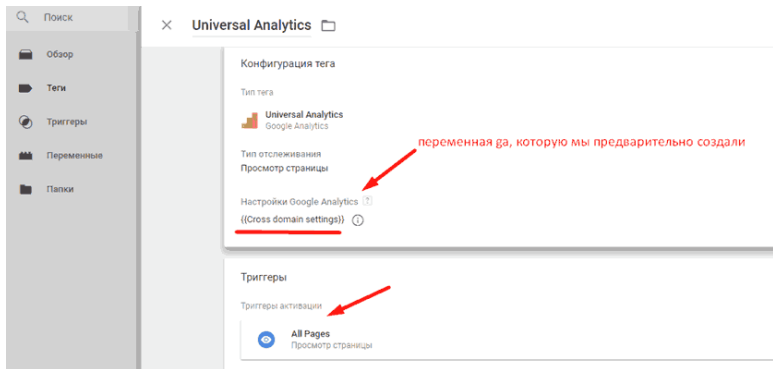 Поиск
Universal Analytics
Обзор
Теги
Триггеры
Переменные
Папки
Конфигурация тега
Тип тега
Universal Analytics
Google Analytics
переменная ga, которую мы предварительно создали
Тип отслеживания
Просмотр страницы
Настройки Google Analytics ?
{{Cross domain settings}}
Триггеры
Триггеры активации
All Pages
Просмотр страницы